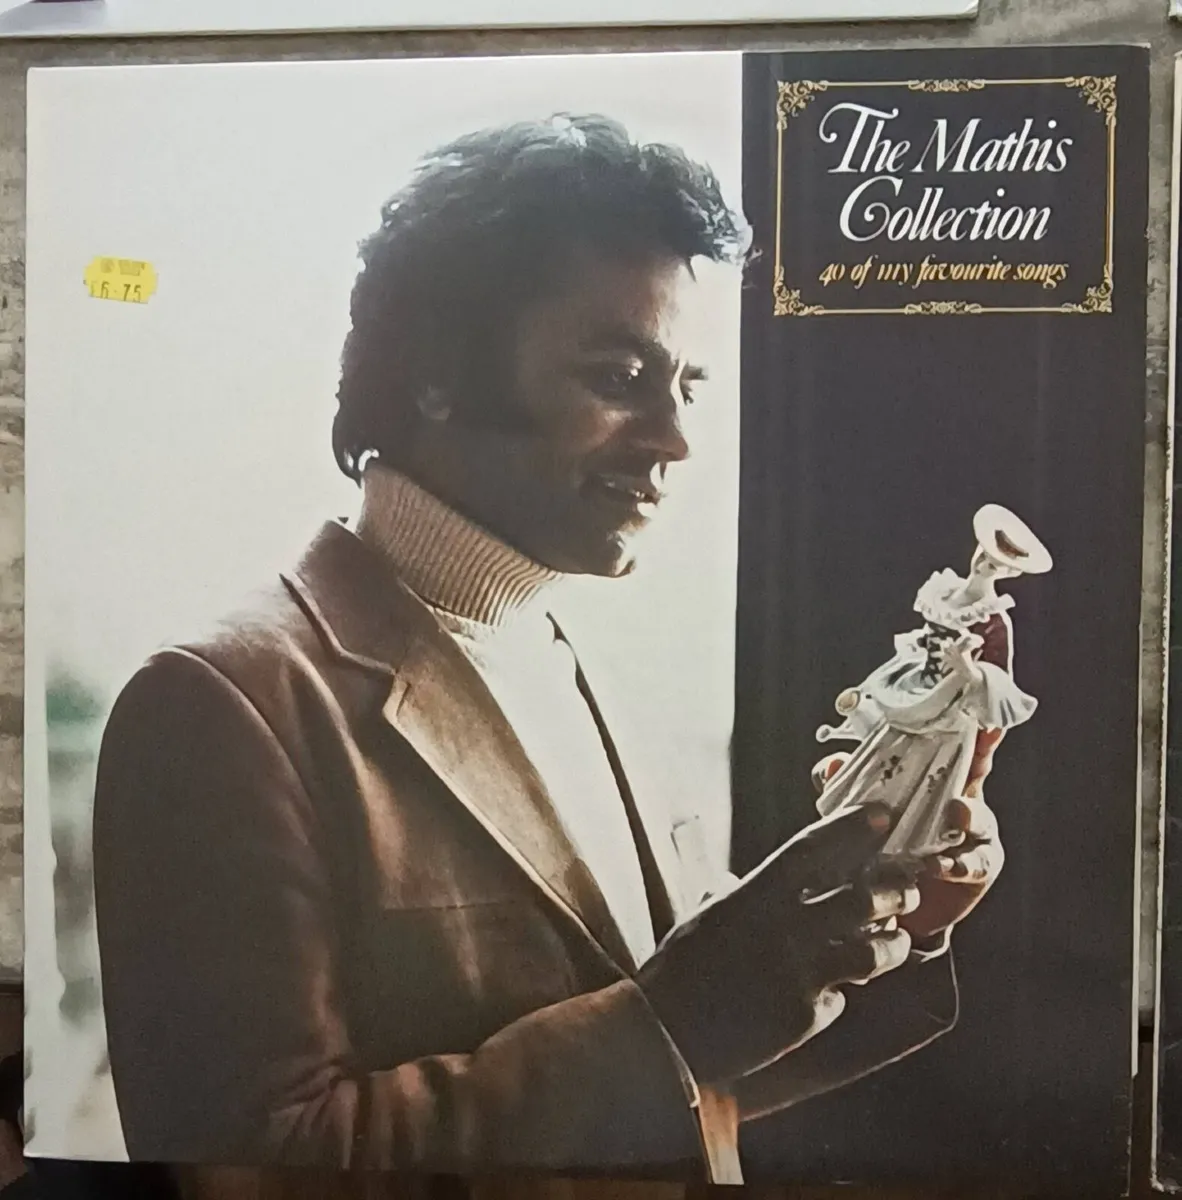 The Mathis
Collection
40 of my favourite songs
£6-75